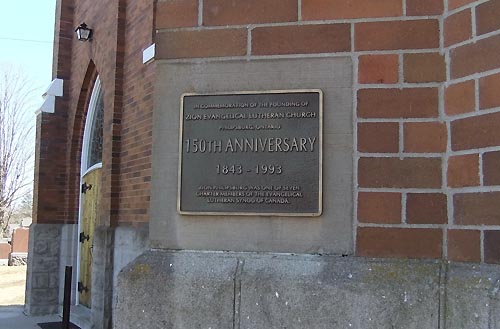 IN COMMEMORATION OF THE FOUNDING OF
ZION EVANGELICAL LUTHERAN CHURCH
PHILIPSBURG, ONTARIO
150TH ANNIVERSARY
1843 - 1993
ZION PHILIPSBURG WAS ONE OF SEVEN
CHARTER MEMBERS OF THE EVANGELICAL
LUTHERAN SYNOD OF CANADA.